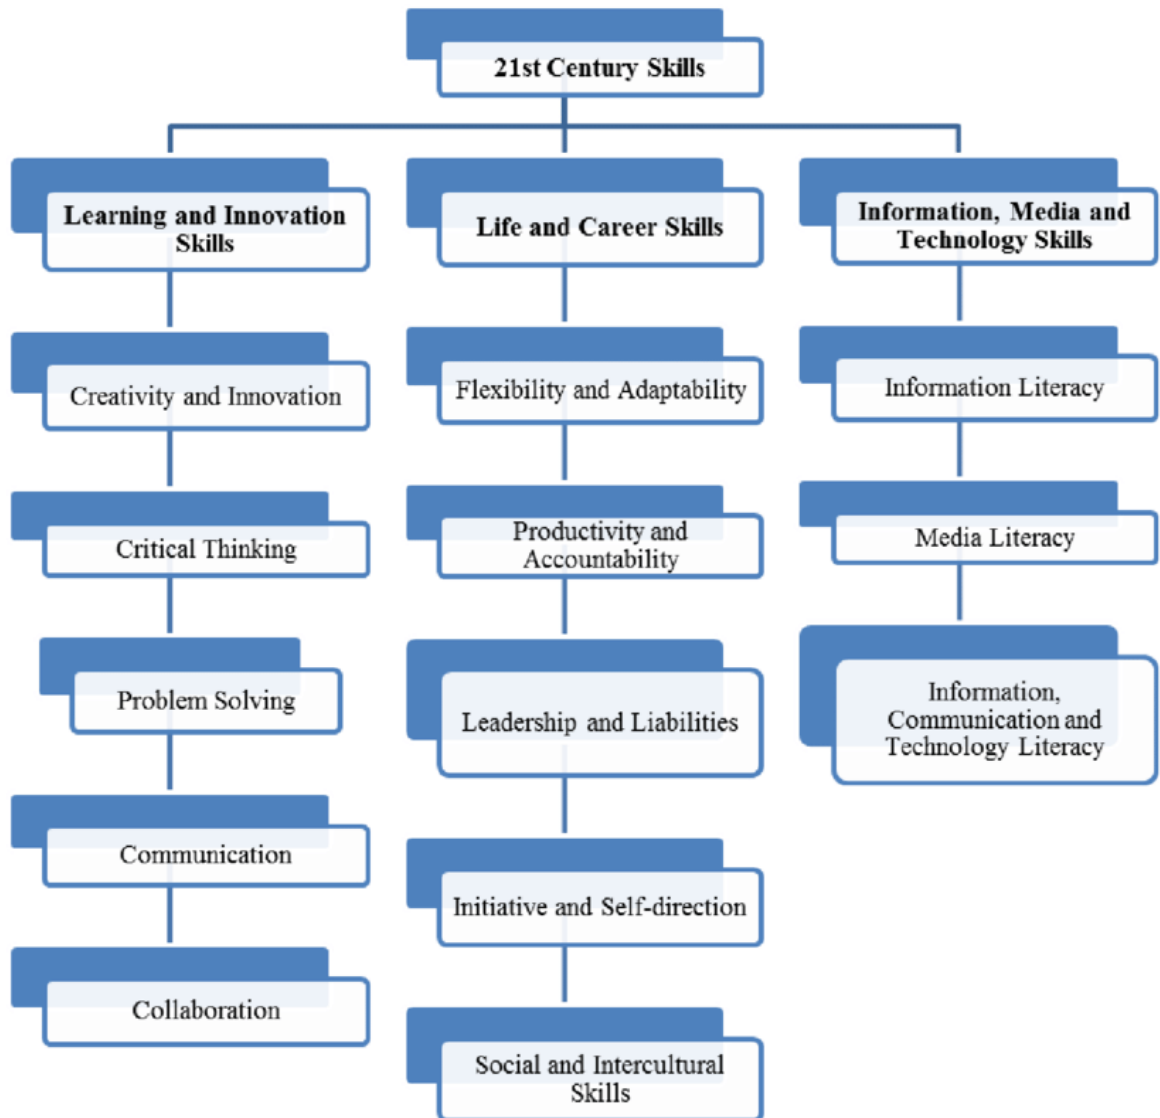 21st Century Skills
Learning and Innovation
Skills
Creativity and Innovation
Critical Thinking
Problem Solving
Communication
Collaboration
Life and Career Skills
Flexibility and Adaptability
Productivity and
Accountability
Leadership and Liabilities
Initiative and Self-direction
Social and Intercultural
Skills
Information, Media and
Technology Skills
Information Literacy
Media Literacy
Information,
Communication and
Technology Literacy